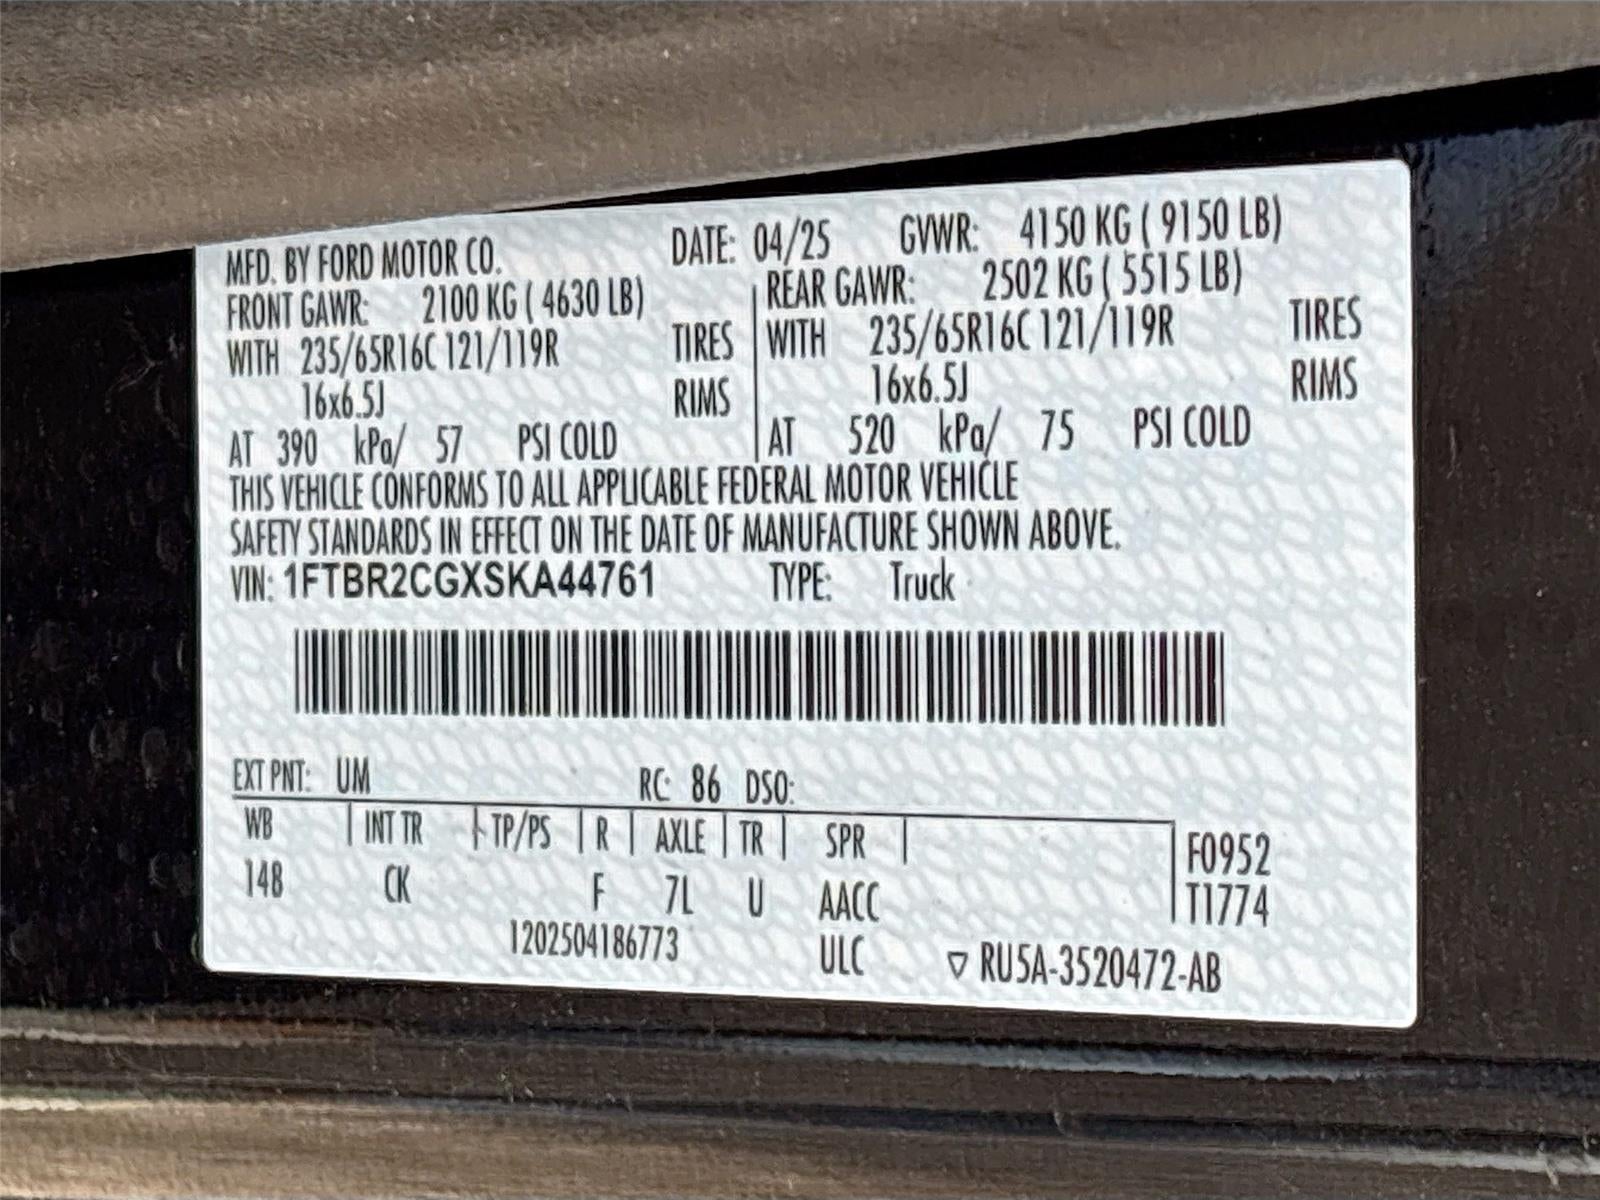 MFD. BY FORD MOTOR CO. DATE: 04/25 GVWR: 4150 KG ( 9150 LB)
FRONT GAWR: 2100 KG ( 4630 LB) REAR GAWR: 2502 KG ( 5515 LB)
WITH 235/65R16C 121/119R TIRES WITH 235/65R16C 121/119R TIRES
16x6.5J RIMS 16x6.5J RIMS
AT 390 kPa/ 57 PSI COLD AT 520 kPa/ 75 PSI COLD
THIS VEHICLE CONFORMS TO ALL APPLICABLE FEDERAL MOTOR VEHICLE
SAFETY STANDARDS IN EFFECT ON THE DATE OF MANUFACTURE SHOWN ABOVE.
VIN: 1FTBR2CGXSKA44761 TYPE: Truck
EXT PNT: UM RC: 86 DSO:
WB INT TR TP/PS R AXLE TR SPR F0952
148 CK F 7L U AACC T1774
1202504186773 ULC ▽ RU5A-3520472-AB